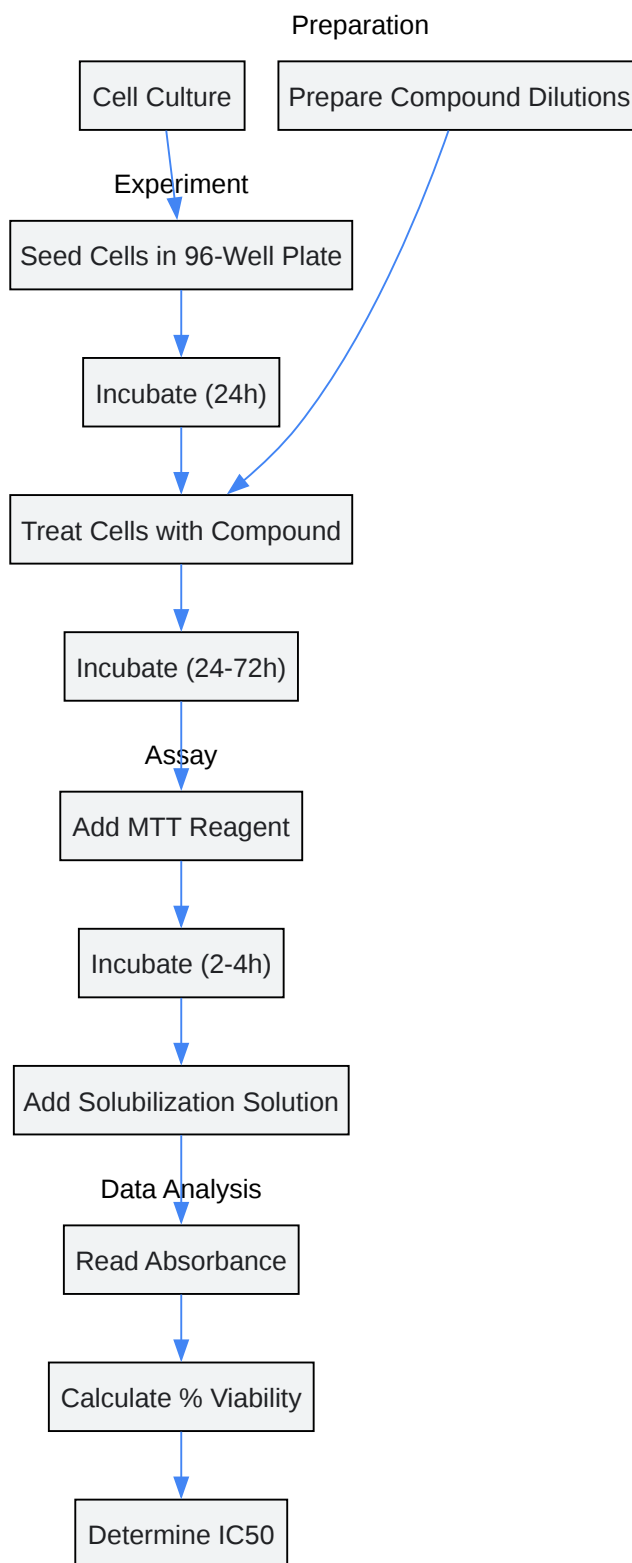 Preparation
Cell Culture
Prepare Compound Dilutions
Experiment
Seed Cells in 96-Well Plate
Incubate (24h)
Treat Cells with Compound
Incubate (24-72h)
Assay
Add MTT Reagent
Incubate (2-4h)
Add Solubilization Solution
Data Analysis
Read Absorbance
Calculate % Viability
Determine IC50